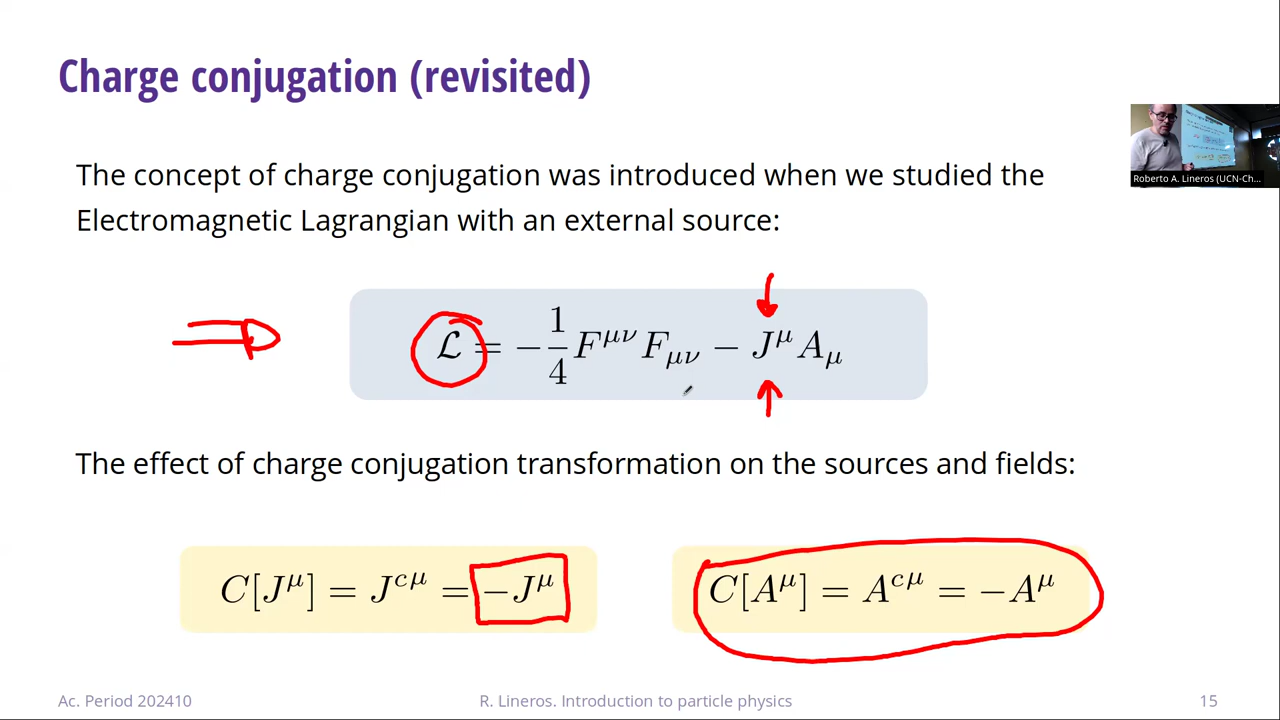 Charge conjugation (revisited)
The concept of charge conjugation was introduced when we studied the
Electromagnetic Lagrangian with an external source:
ℒ = −1/4 F^{μν} F_{μν} − J^μ A_μ
The effect of charge conjugation transformation on the sources and fields:
C[J^μ] = J^{cμ} = −J^μ
C[A^μ] = A^{cμ} = −A^μ
Roberto A. Lineros (UCN-Ch...
Ac. Period 202410
R. Lineros. Introduction to particle physics
15